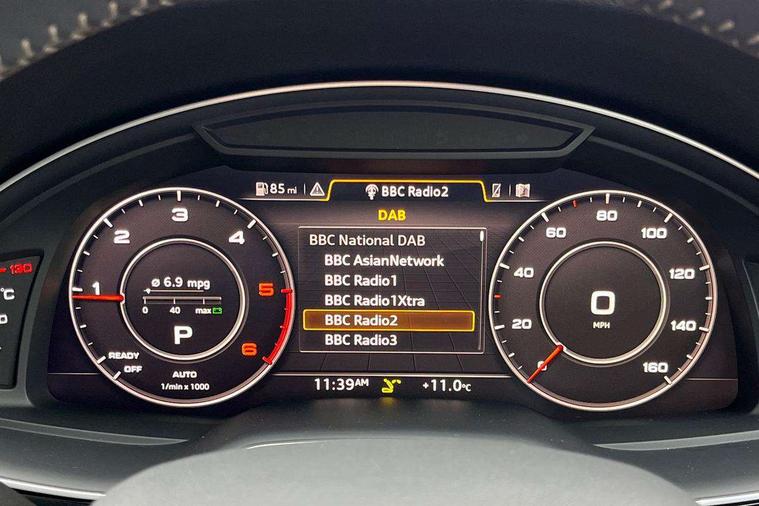 85 mi
BBC Radio2
DAB
BBC National DAB
BBC AsianNetwork
BBC Radio1
BBC Radio1Xtra
BBC Radio2
BBC Radio3
11:39AM
+11.0°C
1
2
3
4
5
6
ø 6.9 mpg
0 40 max
P
READY
OFF
AUTO
1/min x 1000
0
20
40
60
80
100
120
140
160
0
MPH
130
°C